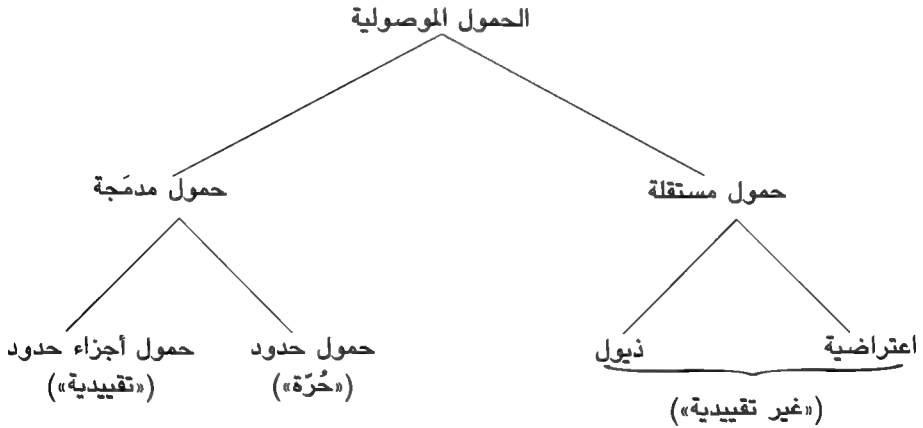 الحمول الموصولية
حمول مستقلة
حمول مدمَجة
اعتراضية
ذيول
(«غير تقييدية»)
حمول حدود
(«حُرّة»)
حمول أجزاء حدود
(«تقييدية»)